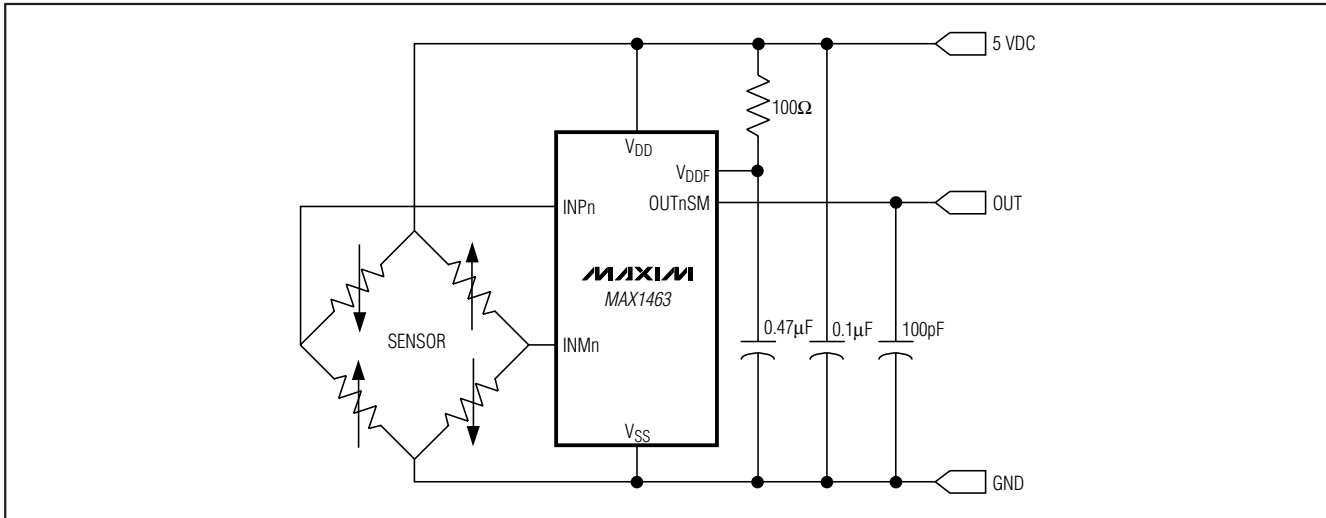 5 VDC
100Ω
VDD
VDDF
OUTnSM
OUT
INPn
MAXIM
MAX1463
SENSOR
INMn
0.47µF
0.1µF
100pF
VSS
GND